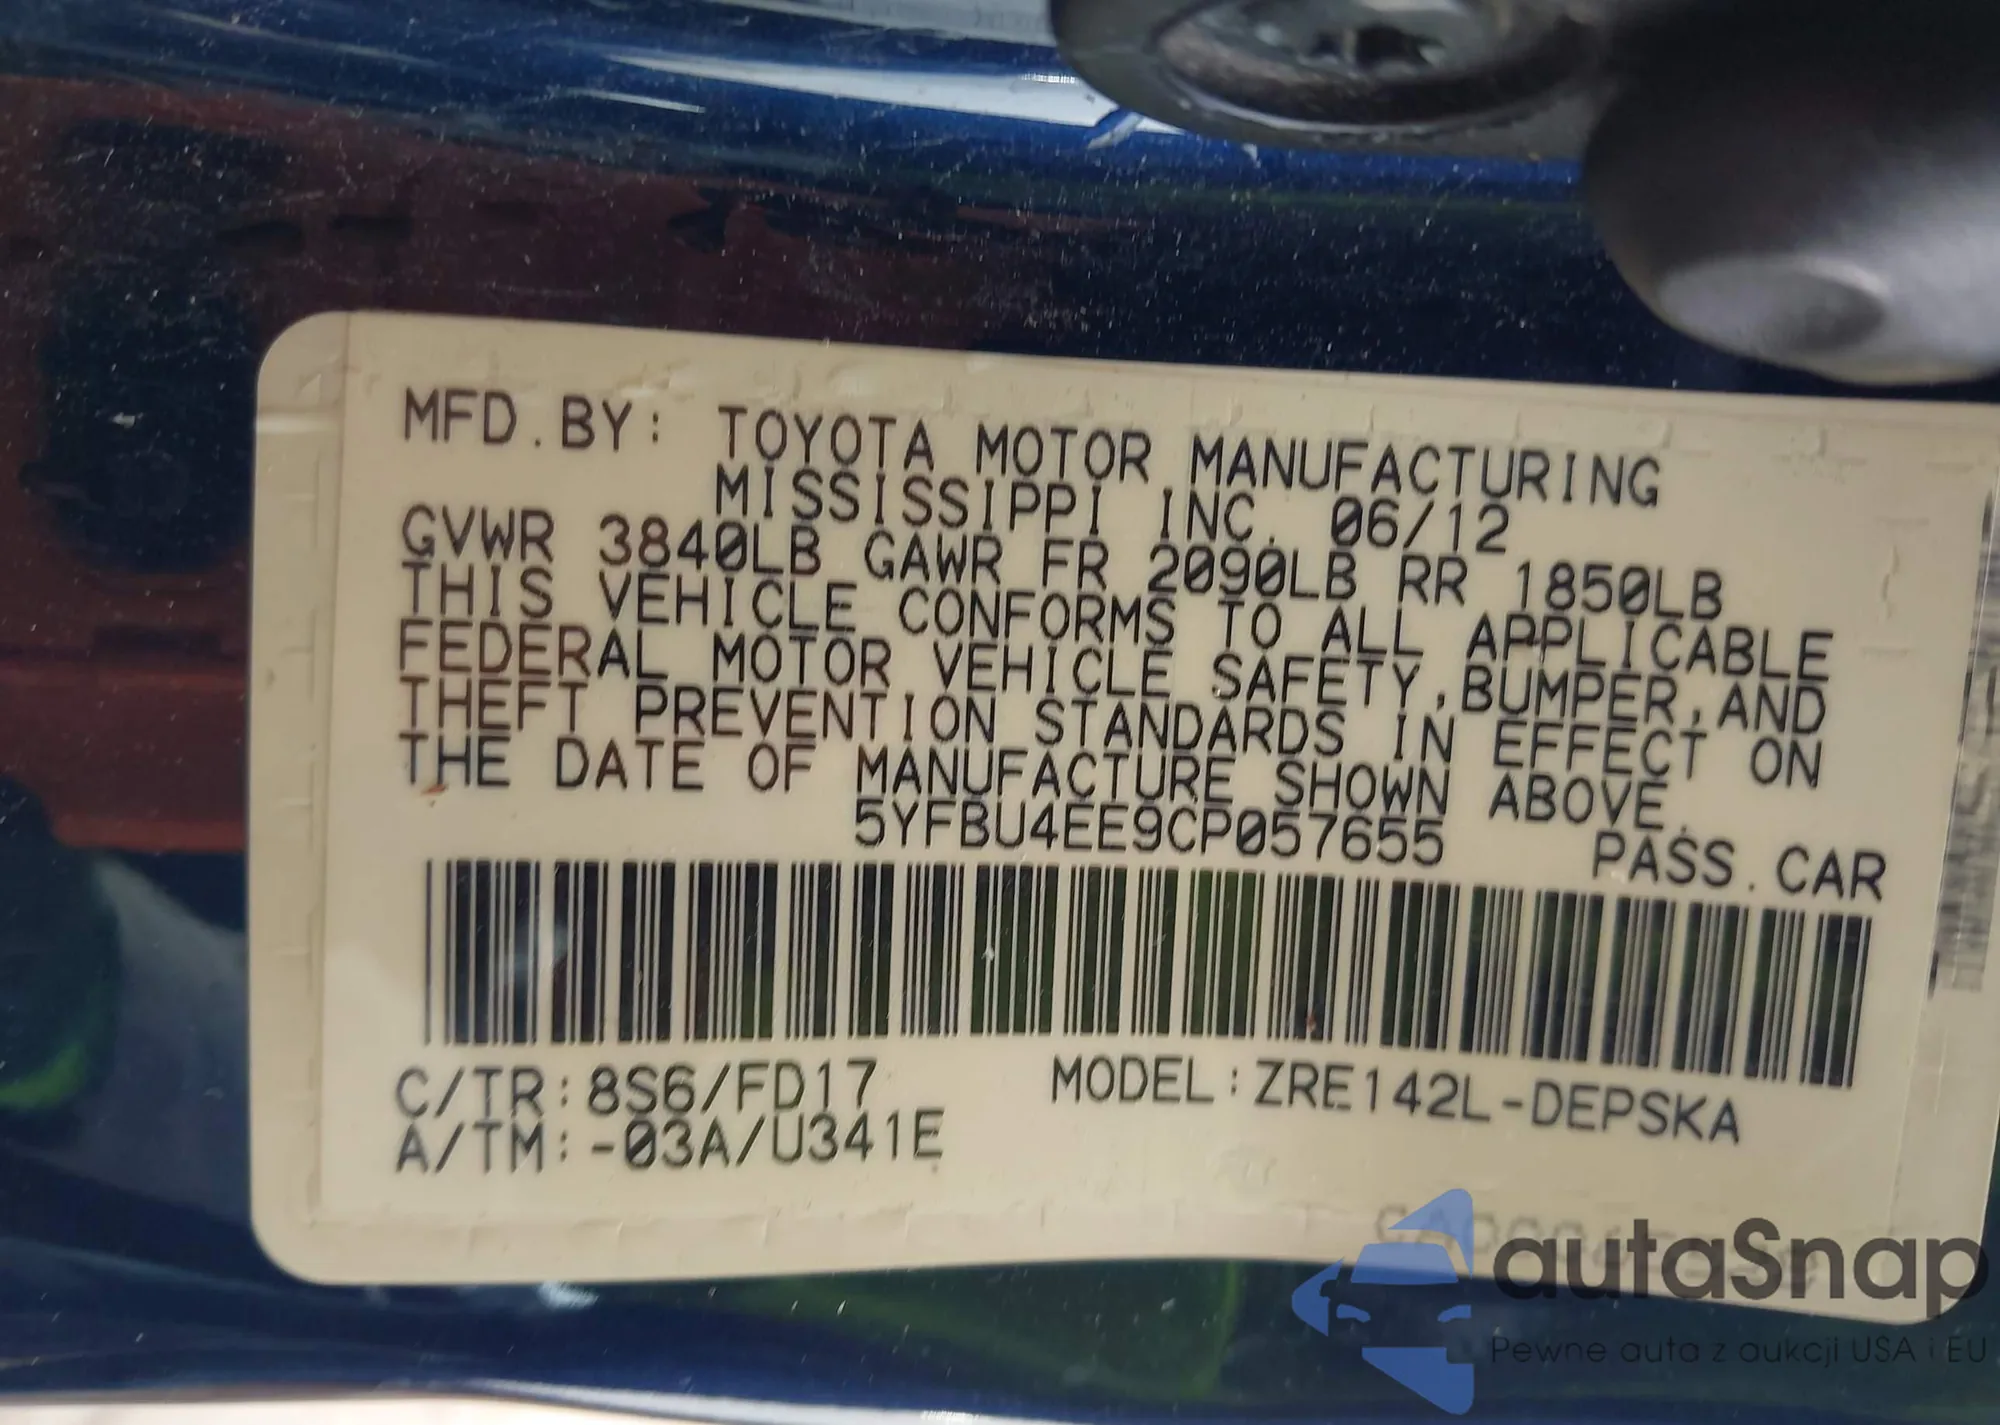 MFD.BY: TOYOTA MOTOR MANUFACTURING
MISSISSIPPI INC. 06/12
GVWR 3840LB GAWR FR 2090LB RR 1850LB
THIS VEHICLE CONFORMS TO ALL APPLICABLE
FEDERAL MOTOR VEHICLE SAFETY,BUMPER,AND
THEFT PREVENTION STANDARDS IN EFFECT ON
THE DATE OF MANUFACTURE SHOWN ABOVE.
5YFBU4EE9CP057655 PASS.CAR
C/TR:8S6/FD17 MODEL:ZRE142L-DEPSKA
A/TM:-03A/U341E
autaSnap
Pewne auta z aukcji USA i EU